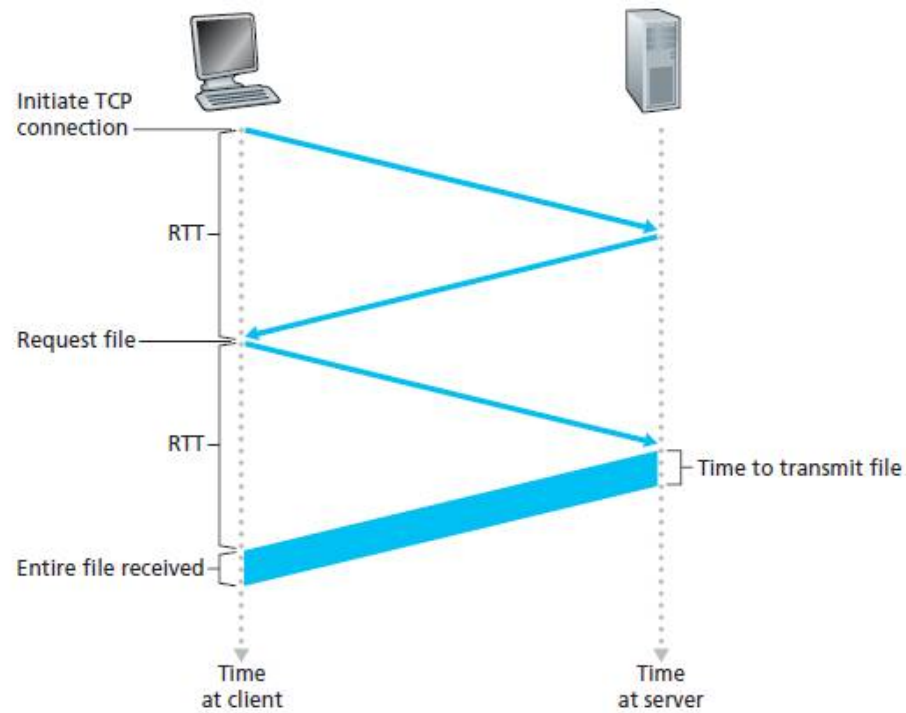 Initiate TCP
connection
RTT
Request file
RTT
Time to transmit file
Entire file received
Time
at client
Time
at server